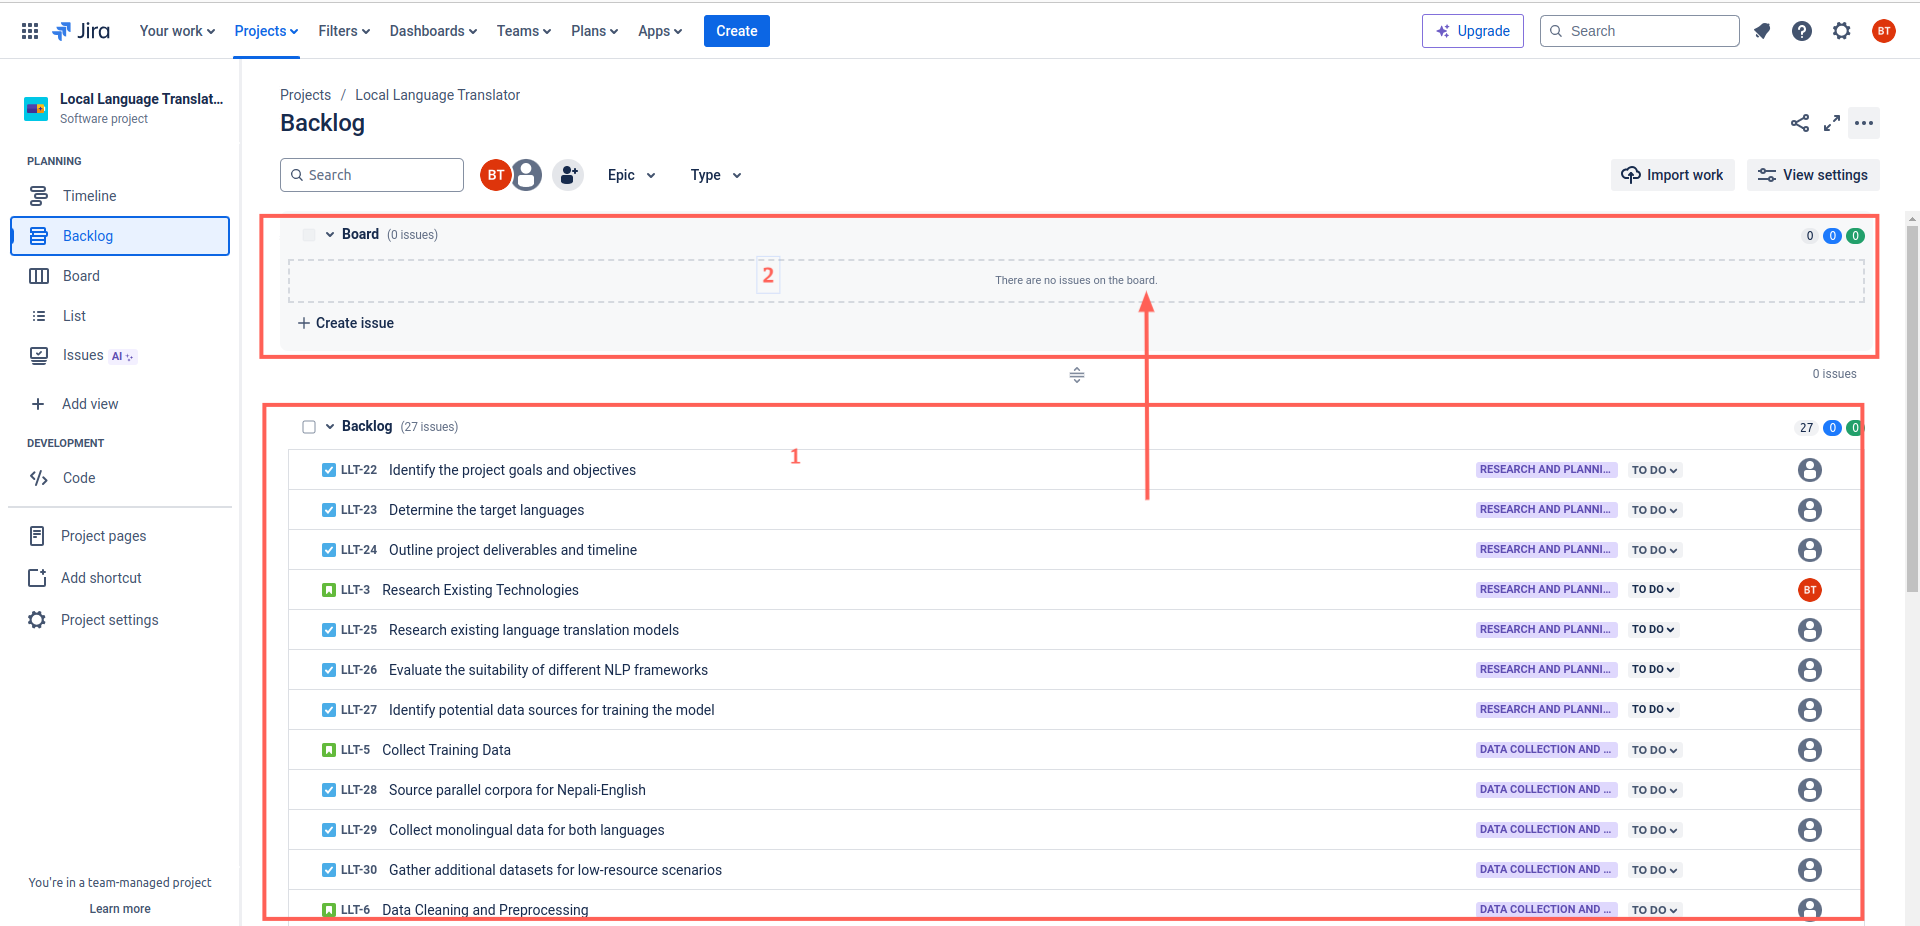 Jira Your work Projects Filters Dashboards Teams Plans Apps Create Upgrade Search BT
Local Language Translat...
Software project
PLANNING
Timeline
Backlog
Board
List
Issues AI
Add view
DEVELOPMENT
Code
Project pages
Add shortcut
Project settings
You're in a team-managed project
Learn more
Projects / Local Language Translator
Backlog
Search BT Epic Type Import work View settings
Board (0 issues) 0 0 0
2
There are no issues on the board.
+ Create issue
0 issues
Backlog (27 issues) 27 0 0
1
LLT-22 Identify the project goals and objectives RESEARCH AND PLANNI... TO DO
LLT-23 Determine the target languages RESEARCH AND PLANNI... TO DO
LLT-24 Outline project deliverables and timeline RESEARCH AND PLANNI... TO DO
LLT-3 Research Existing Technologies RESEARCH AND PLANNI... TO DO BT
LLT-25 Research existing language translation models RESEARCH AND PLANNI... TO DO
LLT-26 Evaluate the suitability of different NLP frameworks RESEARCH AND PLANNI... TO DO
LLT-27 Identify potential data sources for training the model RESEARCH AND PLANNI... TO DO
LLT-5 Collect Training Data DATA COLLECTION AND ... TO DO
LLT-28 Source parallel corpora for Nepali-English DATA COLLECTION AND ... TO DO
LLT-29 Collect monolingual data for both languages DATA COLLECTION AND ... TO DO
LLT-30 Gather additional datasets for low-resource scenarios DATA COLLECTION AND ... TO DO
LLT-6 Data Cleaning and Preprocessing DATA COLLECTION AND ... TO DO